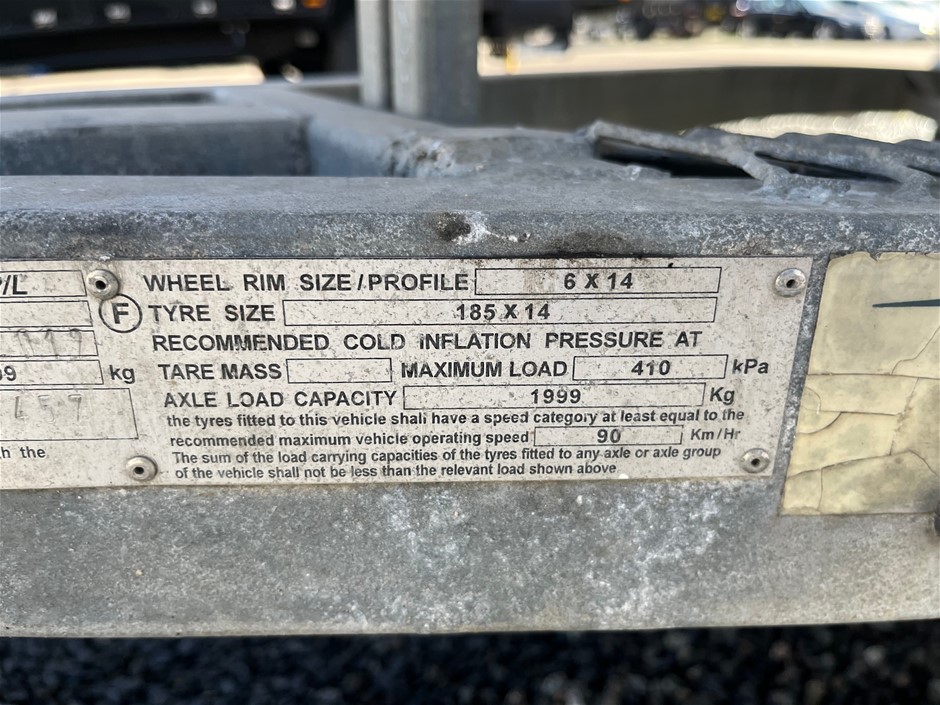 P/L
99 kg
h the
F
WHEEL RIM SIZE/PROFILE 6 X 14
TYRE SIZE 185 X 14
RECOMMENDED COLD INFLATION PRESSURE AT
TARE MASS MAXIMUM LOAD 410 kPa
AXLE LOAD CAPACITY 1999 Kg
the tyres fitted to this vehicle shall have a speed category at least equal to the
recommended maximum vehicle operating speed 90 Km/Hr
The sum of the load carrying capacities of the tyres fitted to any axle or axle group
of the vehicle shall not be less than the relevant load shown above